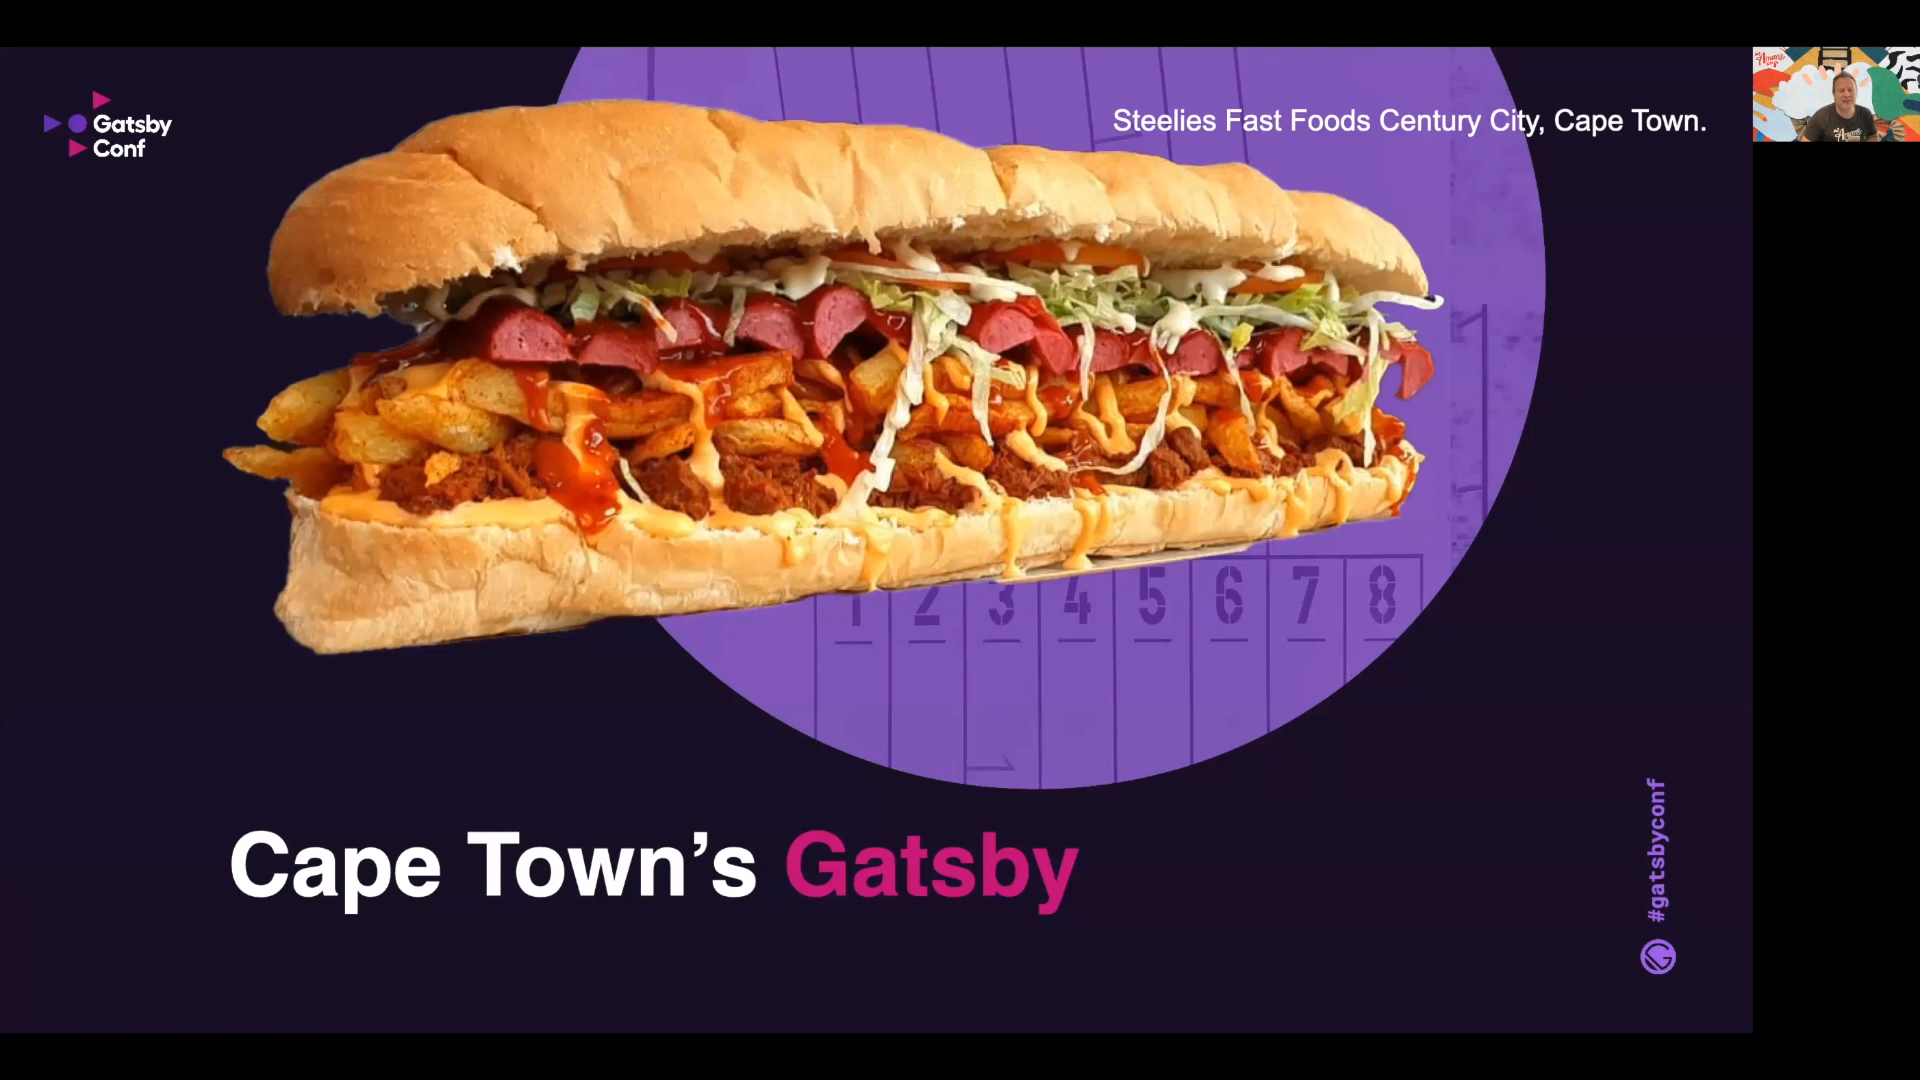 Gatsby
Conf
Steelies Fast Foods Century City, Cape Town.
1 2 3 4 5 6 7 8
Cape Town’s Gatsby
#gatsbyconf